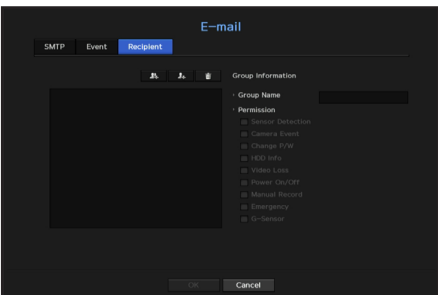 E-mail
SMTP Event Recipient
Group Information
Group Name
Permission
Sensor Detection
Camera Event
Change P/W
HDD Info
Video Loss
Power On/Off
Manual Record
Emergency
G-Sensor
OK Cancel